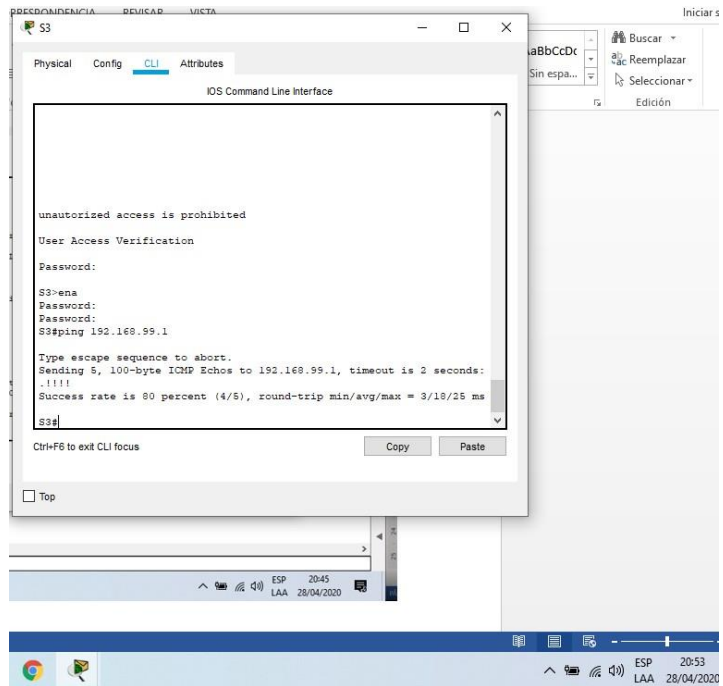 RRESPONDENCIA REVISAR VISTA
Iniciar s
S3
Physical Config CLI Attributes
IOS Command Line Interface
unautorized access is prohibited
User Access Verification
Password:
S3>ena
Password:
Password:
S3#ping 192.168.99.1
Type escape sequence to abort.
Sending 5, 100-byte ICMP Echos to 192.168.99.1, timeout is 2 seconds:
.!!!!
Success rate is 80 percent (4/5), round-trip min/avg/max = 3/18/25 ms
S3#
Ctrl+F6 to exit CLI focus
Copy
Paste
Top
aBbCcDc
Sin espa...
Buscar
Reemplazar
Seleccionar
Edición
ESP 20:45
LAA 28/04/2020
ESP 20:53
LAA 28/04/2020